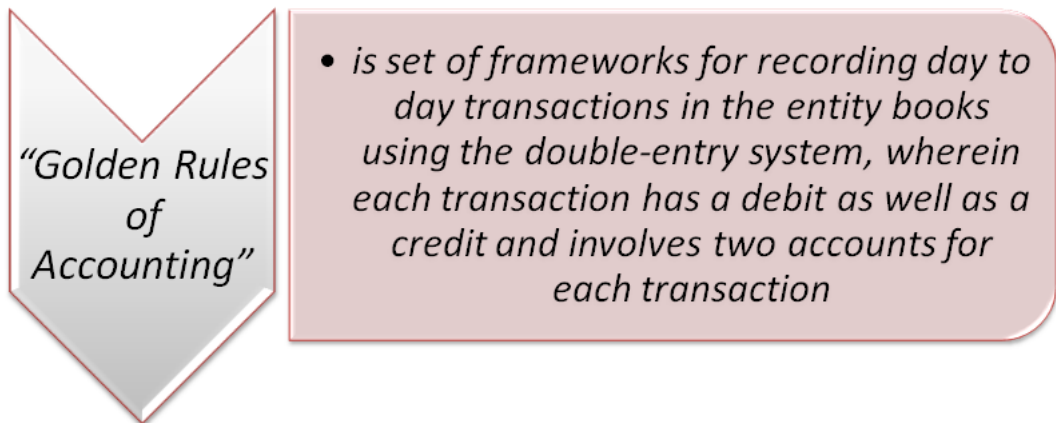 “Golden Rules
of
Accounting”
• is set of frameworks for recording day to
day transactions in the entity books
using the double-entry system, wherein
each transaction has a debit as well as a
credit and involves two accounts for
each transaction